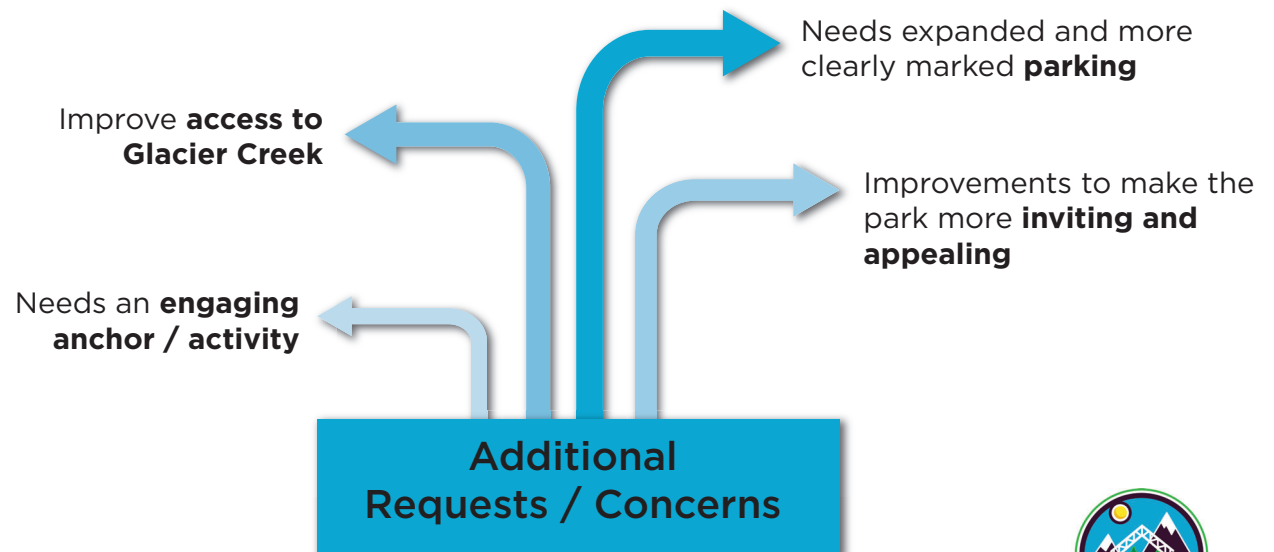 Needs expanded and more
clearly marked parking
Improve access to
Glacier Creek
Improvements to make the
park more inviting and
appealing
Needs an engaging
anchor / activity
Additional
Requests / Concerns